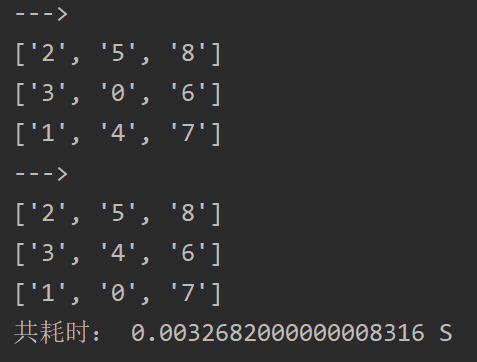 --->
['2', '5', '8']
['3', '0', '6']
['1', '4', '7']
--->
['2', '5', '8']
['3', '4', '6']
['1', '0', '7']
共耗时： 0.0032682000000008316 S